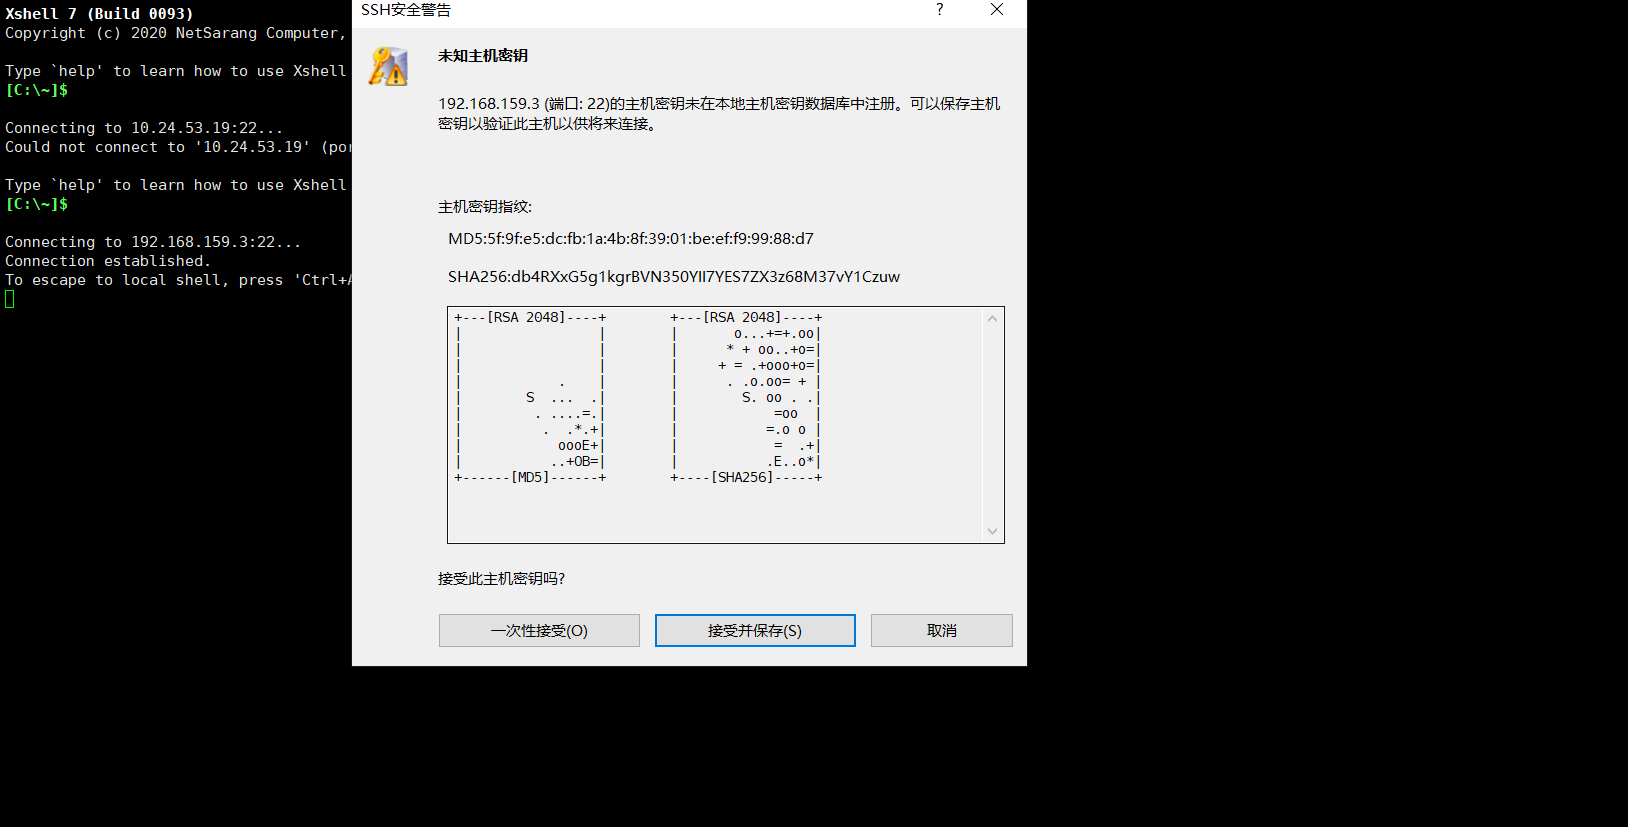 Xshell 7 (Build 0093)
Copyright (c) 2020 NetSarang Computer,
Type `help' to learn how to use Xshell
[C:\~]$
Connecting to 10.24.53.19:22...
Could not connect to '10.24.53.19' (por
Type `help' to learn how to use Xshell
[C:\~]$
Connecting to 192.168.159.3:22...
Connection established.
To escape to local shell, press 'Ctrl+A
SSH安全警告
?
未知主机密钥
192.168.159.3 (端口: 22)的主机密钥未在本地主机密钥数据库中注册。可以保存主机
密钥以验证此主机以供将来连接。
主机密钥指纹:
MD5:5f:9f:e5:dc:fb:1a:4b:8f:39:01:be:ef:f9:99:88:d7
SHA256:db4RXxG5g1kgrBVN350YII7YES7ZX3z68M37vY1Czuw
+---[RSA 2048]----+        +---[RSA 2048]----+
|                 |        |       o...+=+.oo|
|                 |        |      * + oo..+o=|
|                 |        |     + = .+ooo+o=|
|            .    |        |      . .o.oo= + |
|        S  ...  .|        |        S. oo . .|
|         . ....=.|        |            =oo  |
|          .  .*.+|        |           =.o o |
|            oooE+|        |            =  .+|
|           ..+OB=|        |           .E..o*|
+------[MD5]------+        +----[SHA256]-----+
接受此主机密钥吗?
一次性接受(O)
接受并保存(S)
取消